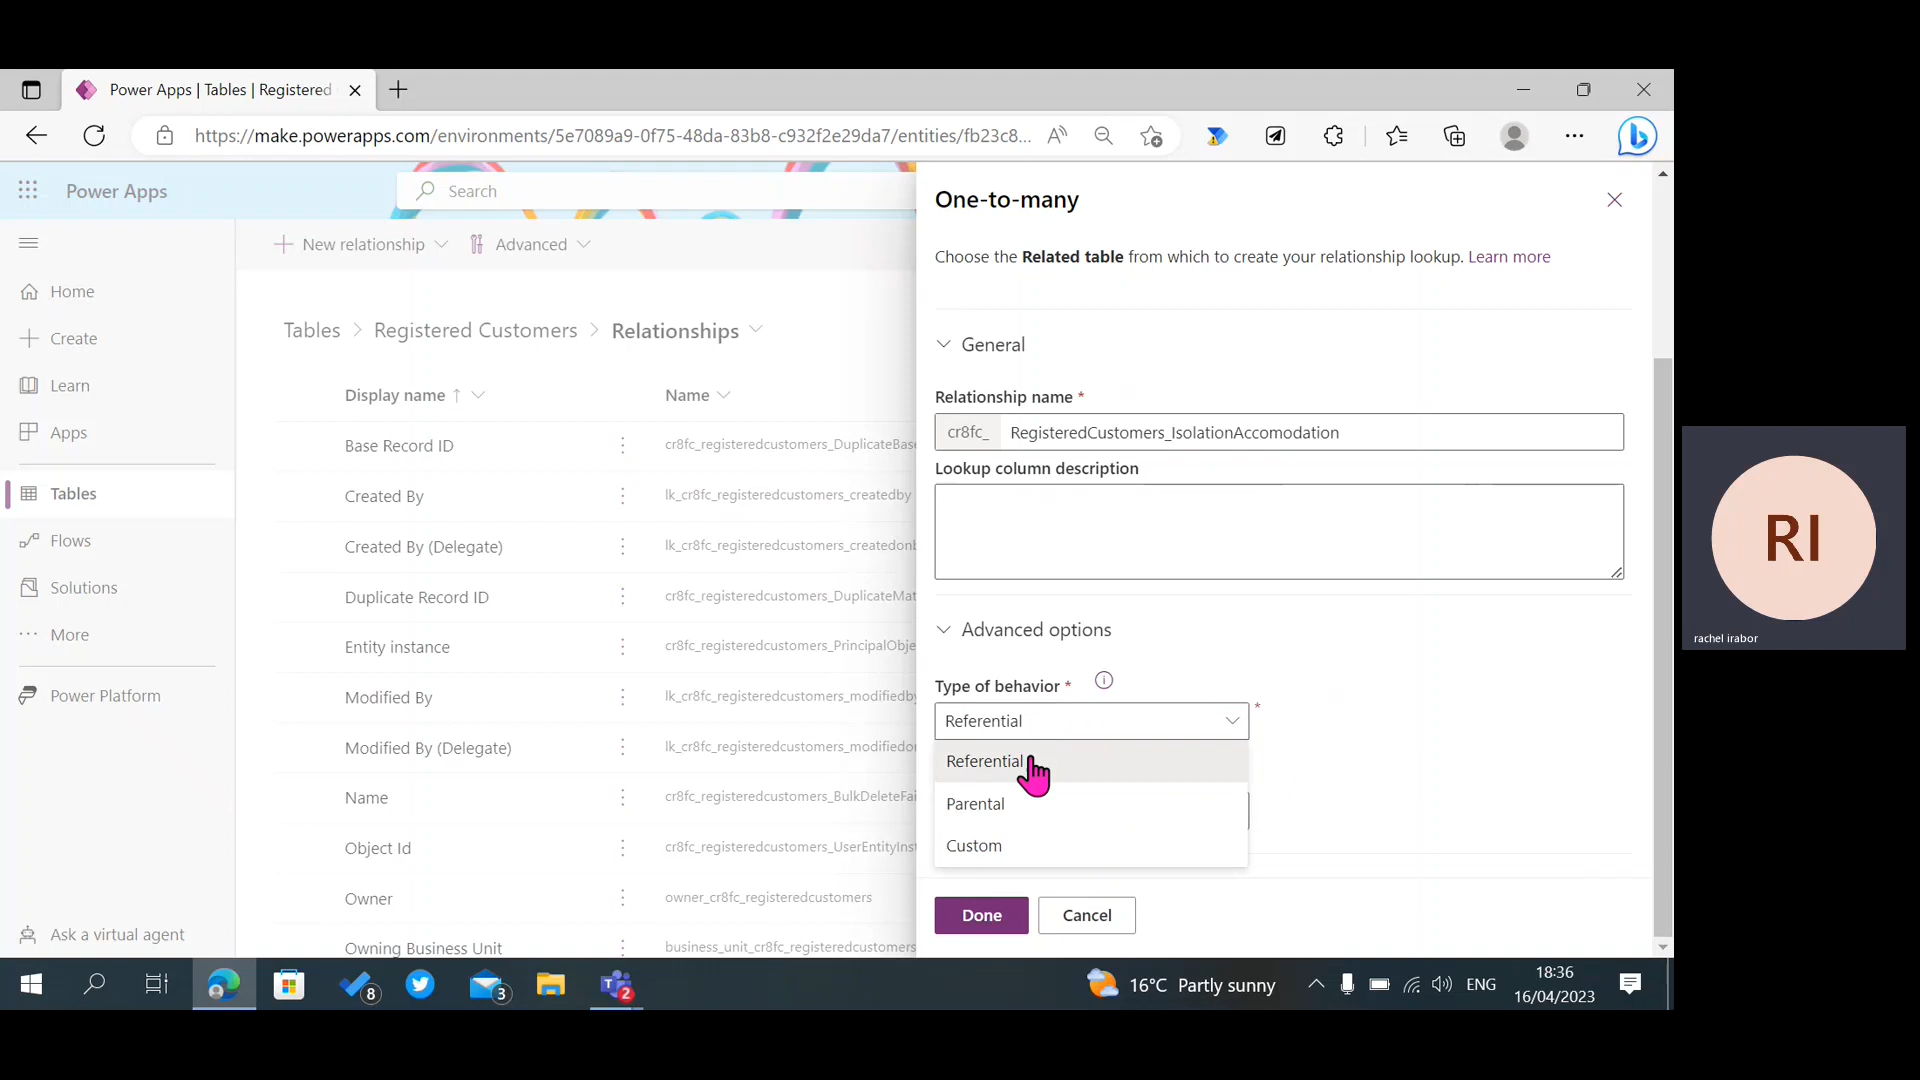 Power Apps | Tables | Registered
https://make.powerapps.com/environments/5e7089a9-0f75-48da-83b8-c932f2e29da7/entities/fb23c8...
Power Apps
Search
New relationship
Advanced
Home
Create
Learn
Apps
Tables
Flows
Solutions
More
Power Platform
Ask a virtual agent
Tables > Registered Customers > Relationships
Display name ↑ Name
Base Record ID cr8fc_registeredcustomers_DuplicateBase
Created By lk_cr8fc_registeredcustomers_createdby
Created By (Delegate) lk_cr8fc_registeredcustomers_createdonb
Duplicate Record ID cr8fc_registeredcustomers_DuplicateMat
Entity instance cr8fc_registeredcustomers_PrincipalObje
Modified By lk_cr8fc_registeredcustomers_modifiedby
Modified By (Delegate) lk_cr8fc_registeredcustomers_modifiedor
Name cr8fc_registeredcustomers_BulkDeleteFai
Object Id cr8fc_registeredcustomers_UserEntityInst
Owner owner_cr8fc_registeredcustomers
Owning Business Unit business_unit_cr8fc_registeredcustomers
One-to-many
Choose the Related table from which to create your relationship lookup. Learn more
General
Relationship name *
cr8fc_ RegisteredCustomers_IsolationAccomodation
Lookup column description
Advanced options
Type of behavior *
Referential
*
Referential
Parental
Custom
Done
Cancel
RI
rachel irabor
8
3
T
2
16°C Partly sunny
ENG
18:36
16/04/2023